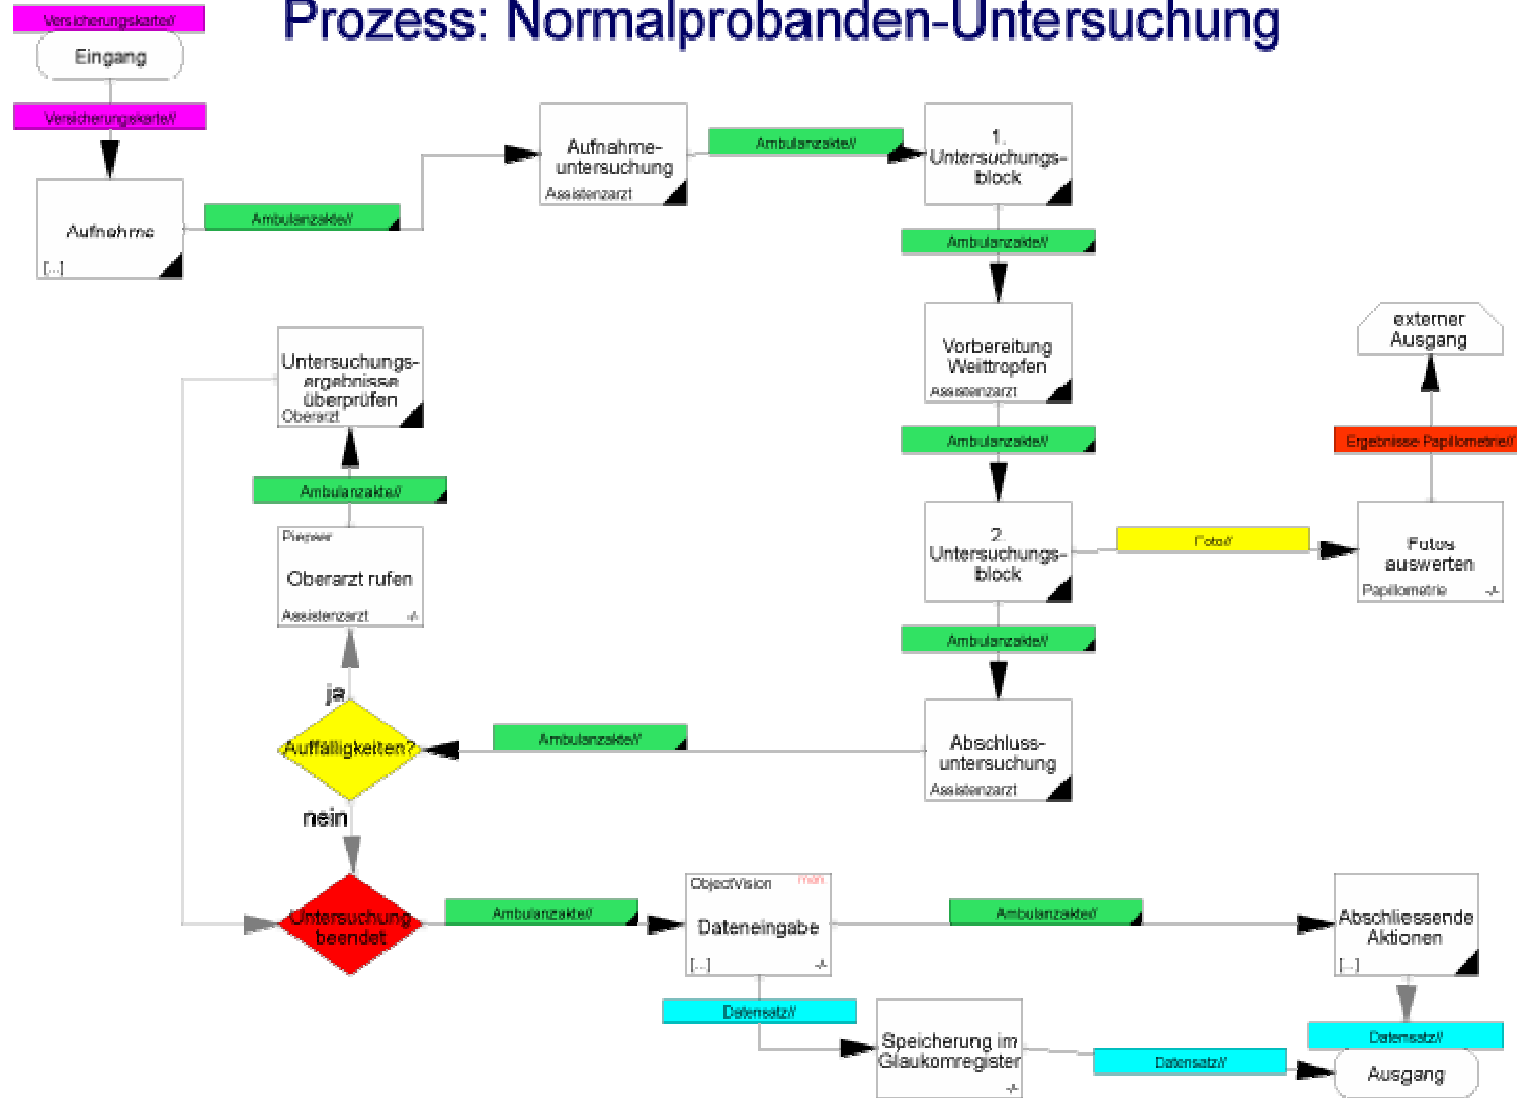 Prozess: Normalprobanden-Untersuchung
Versicherungskarte//
Eingang
Versicherungskarte//
Aufnahme
[...]
Ambulanzakte//
Aufnahme-
untersuchung
Assistenzarzt
Ambulanzakte//
1.
Untersuchungs-
block
Ambulanzakte//
Vorbereitung
Weittropfen
Assistenzarzt
Ambulanzakte//
2.
Untersuchungs-
block
Fotos//
Fotos
auswerten
Papillometrie
Ergebnisse Papillometrie//
externer
Ausgang
Ambulanzakte//
Abschluss-
untersuchung
Assistenzarzt
Ambulanzakte//
Auffälligkeiten?
ja
Piepser
Oberarzt rufen
Assistenzarzt
Ambulanzakte//
Untersuchungs-
ergebnisse
überprüfen
Oberarzt
nein
Untersuchung
beendet
Ambulanzakte//
ObjectVision
Dateneingabe
[...]
Ambulanzakte//
Abschliessende
Aktionen
[...]
Datensatz//
Speicherung im
Glaukomregister
Datensatz//
Datensatz//
Ausgang